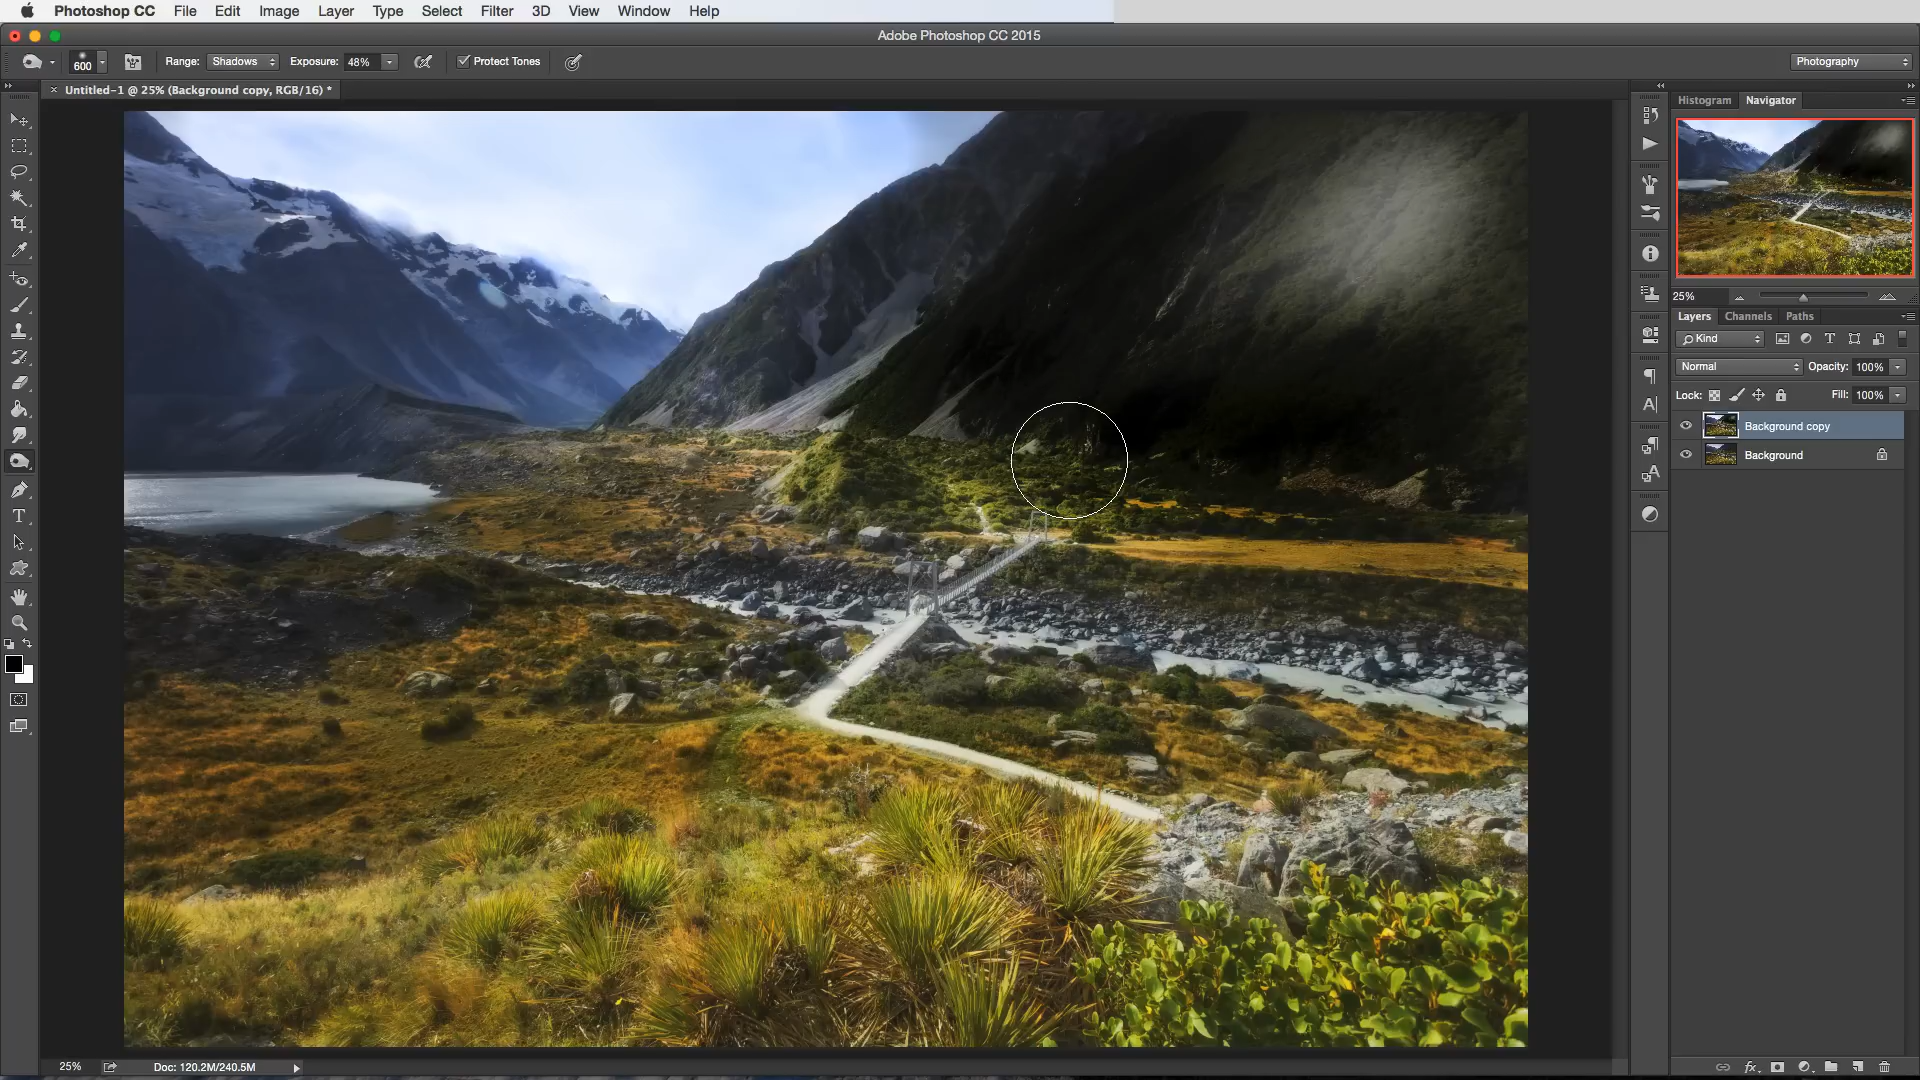 Photoshop CC File Edit Image Layer Type Select Filter 3D View Window Help
Adobe Photoshop CC 2015
600 Range: Shadows Exposure: 48% Protect Tones Photography
× Untitled-1 @ 25% (Background copy, RGB/16) *
Histogram Navigator
25%
Layers Channels Paths
Kind
Normal Opacity: 100%
Lock: Fill: 100%
Background copy
Background
25% Doc: 120.2M/240.5M